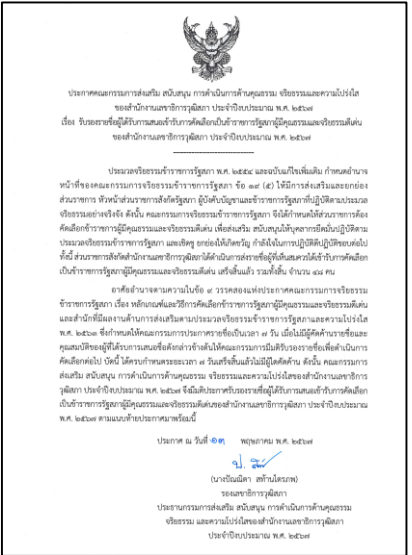 ประกาศคณะกรรมการส่งเสริม สนับสนุน การดำเนินการด้านคุณธรรม จริยธรรมและความโปร่งใส
ของสำนักงานเลขาธิการวุฒิสภา ประจำปีงบประมาณ พ.ศ. ๒๕๖๗
เรื่อง รับรองรายชื่อผู้ได้รับการเสนอเข้ารับการคัดเลือกเป็นข้าราชการรัฐสภาผู้มีคุณธรรมและจริยธรรมดีเด่น
ของสำนักงานเลขาธิการวุฒิสภา ประจำปีงบประมาณ พ.ศ. ๒๕๖๗
ประมวลจริยธรรมข้าราชการรัฐสภา พ.ศ. ๒๕๕๔ และฉบับแก้ไขเพิ่มเติม กำหนดอำนาจ
หน้าที่ของคณะกรรมการจริยธรรมข้าราชการรัฐสภา ข้อ ๑๙ (๕) ให้มีการส่งเสริมและยกย่อง
ส่วนราชการ หัวหน้าส่วนราชการสังกัดรัฐสภา ผู้บังคับบัญชาและข้าราชการรัฐสภาที่ปฏิบัติตามประมวล
จริยธรรมอย่างจริงจัง ดังนั้น คณะกรรมการจริยธรรมข้าราชการรัฐสภา จึงได้กำหนดให้ส่วนราชการต้อง
คัดเลือกข้าราชการผู้มีคุณธรรมและจริยธรรมดีเด่น เพื่อส่งเสริม สนับสนุนให้บุคลากรยึดมั่นปฏิบัติตาม
ประมวลจริยธรรมข้าราชการรัฐสภา และเชิดชู ยกย่องให้เกิดขวัญ กำลังใจในการปฏิบัติดีปฏิบัติชอบต่อไป
ทั้งนี้ ส่วนราชการสังกัดสำนักงานเลขาธิการวุฒิสภาได้ดำเนินการส่งรายชื่อผู้ที่เห็นสมควรได้เข้ารับการคัดเลือก
เป็นข้าราชการรัฐสภาผู้มีคุณธรรมและจริยธรรมดีเด่น เสร็จสิ้นแล้ว รวมทั้งสิ้น จำนวน ๔๘ คน
อาศัยอำนาจตามความในข้อ ๙ วรรคสองแห่งประกาศคณะกรรมการจริยธรรม
ข้าราชการรัฐสภา เรื่อง หลักเกณฑ์และวิธีการคัดเลือกข้าราชการรัฐสภาผู้มีคุณธรรมและจริยธรรมดีเด่น
และสำนักที่มีผลงานด้านการส่งเสริมตามประมวลจริยธรรมข้าราชการรัฐสภาและความโปร่งใส
พ.ศ. ๒๕๖๓ ซึ่งกำหนดให้คณะกรรมการประกาศรายชื่อเป็นเวลา ๗ วัน เมื่อไม่มีผู้คัดค้านรายชื่อและ
คุณสมบัติของผู้ที่ได้รับการเสนอชื่อดังกล่าวข้างต้นให้คณะกรรมการมีมติรับรองรายชื่อเพื่อดำเนินการ
คัดเลือกต่อไป บัดนี้ ได้ครบกำหนดระยะเวลา ๗ วันเสร็จสิ้นแล้วไม่มีผู้ใดคัดค้าน ดังนั้น คณะกรรมการ
ส่งเสริม สนับสนุน การดำเนินการด้านคุณธรรม จริยธรรม และความโปร่งใสของสำนักงานเลขาธิการ
วุฒิสภา ประจำปีงบประมาณ พ.ศ. ๒๕๖๗ จึงมีมติประกาศรับรองรายชื่อผู้ได้รับการเสนอเข้ารับการคัดเลือก
เป็นข้าราชการรัฐสภาผู้มีคุณธรรมและจริยธรรมดีเด่นของสำนักงานเลขาธิการวุฒิสภา ประจำปีงบประมาณ
พ.ศ. ๒๕๖๗ ตามแนบท้ายประกาศมาพร้อมนี้
ประกาศ ณ วันที่ ๑๓ พฤษภาคม พ.ศ. ๒๕๖๗
(นางปัณณิตา สท้านไตรภพ)
รองเลขาธิการวุฒิสภา
ประธานกรรมการส่งเสริม สนับสนุน การดำเนินการด้านคุณธรรม
จริยธรรม และความโปร่งใสของสำนักงานเลขาธิการวุฒิสภา
ประจำปีงบประมาณ พ.ศ. ๒๕๖๗